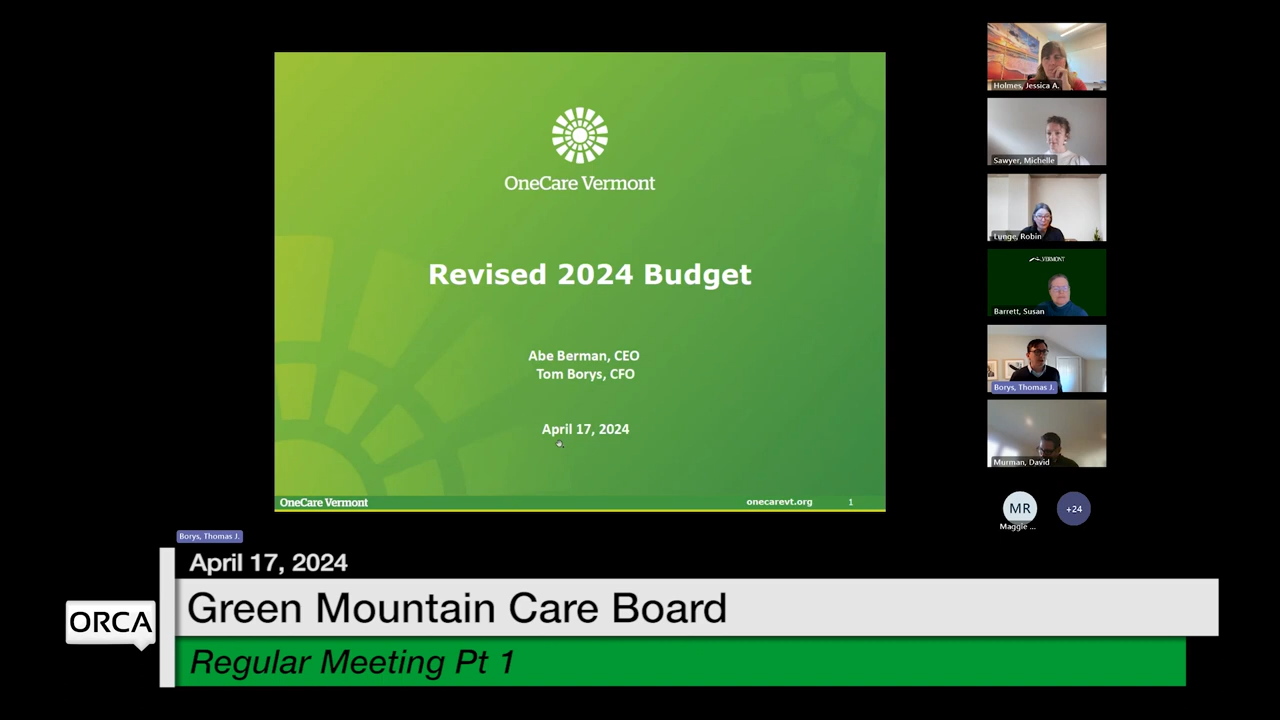 OneCare Vermont
Revised 2024 Budget
Abe Berman, CEO
Tom Borys, CFO
April 17, 2024
OneCare Vermont
onecarevt.org
1
Holmes, Jessica A.
Sawyer, Michelle
Lunge, Robin
VERMONT
Barrett, Susan
Borys, Thomas J.
Murman, David
MR
+24
Maggie ...
Borys, Thomas J.
April 17, 2024
ORCA
Green Mountain Care Board
Regular Meeting Pt 1